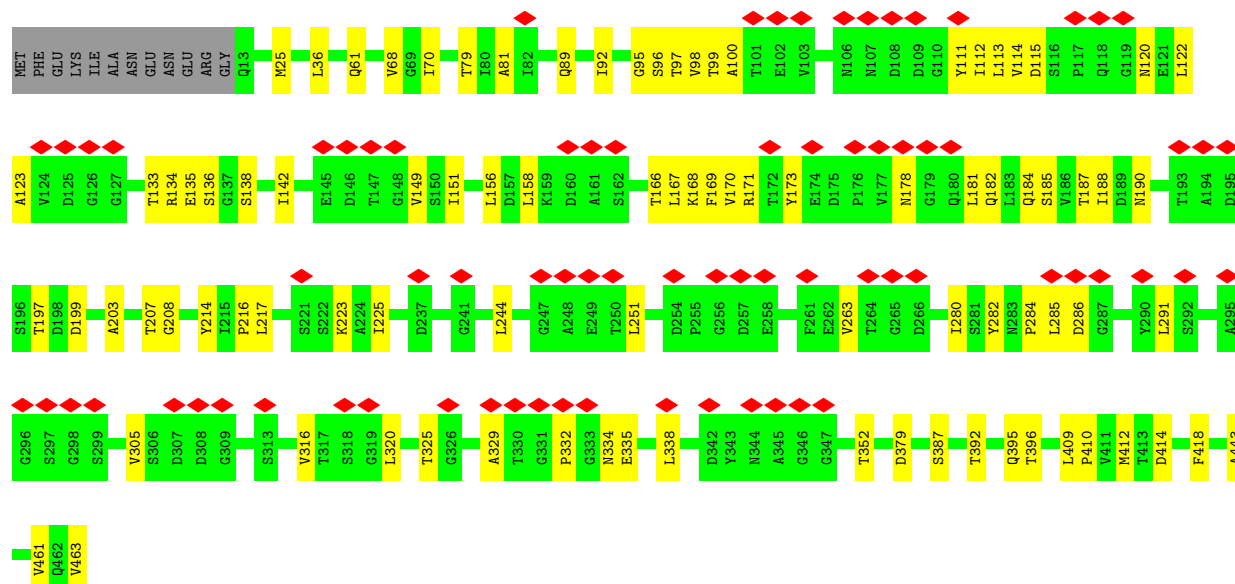 MET PHE GLU LYS ILE ALA ASN GLU ASN GLU ARG GLY Q13 M25 L36 Q61 V68 G69 I70 T79 I80 A81 I82 Q89 I92 G95 S96 T97 V98 T99 A100 T101 E102 V103 N106 N107 D108 D109 G110 Y111 I112 L113 V114 D115 S116 P117 Q118 G119 N120 E121 L122
A123 V124 D125 G126 G127 T133 R134 E135 S136 G137 S138 I142 E145 D146 T147 G148 V149 S150 I151 L156 D157 L158 K159 D160 A161 S162 T166 L167 K168 F169 V170 R171 T172 Y173 E174 D175 P176 V177 N178 G179 Q180 L181 Q182 L183 Q184 S185 V186 T187 I188 D189 N190 T193 A194 D195
S196 T197 D198 D199 A203 T207 G208 Y214 I215 P216 L217 S221 S222 K223 A224 I225 D237 G241 L244 G247 A248 E249 T250 L251 D254 P255 G256 D257 E258 F261 E262 V263 T264 G265 D266 I280 S281 Y282 N283 P284 L285 D286 G287 Y290 L291 S292 A295
G296 S297 G298 S299 V305 S306 D307 D308 G309 S313 V316 T317 S318 G319 L320 T325 G326 A329 T330 G331 P332 G333 N334 E335 L338 D342 Y343 N344 A345 G346 G347 T352 D379 S387 T392 Q395 T396 L409 P410 V411 M412 T413 D414 F418
V461 Q462 V463